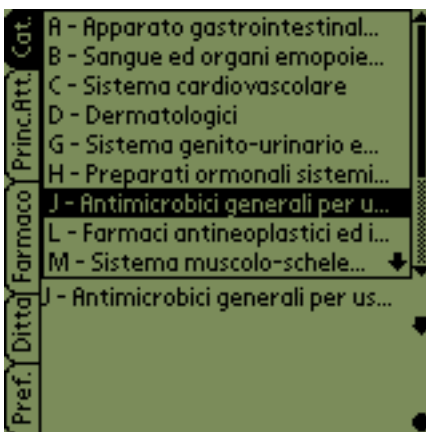 Cat.
Princ.Att.
Farmaco
Ditta
Pref.
A - Apparato gastrointestinal...
B - Sangue ed organi emopoie...
C - Sistema cardiovascolare
D - Dermatologici
G - Sistema genito-urinario e...
H - Preparati ormonali sistemi...
J - Antimicrobici generali per u...
L - Farmaci antineoplastici ed i...
M - Sistema muscolo-schele...
J - Antimicrobici generali per us...